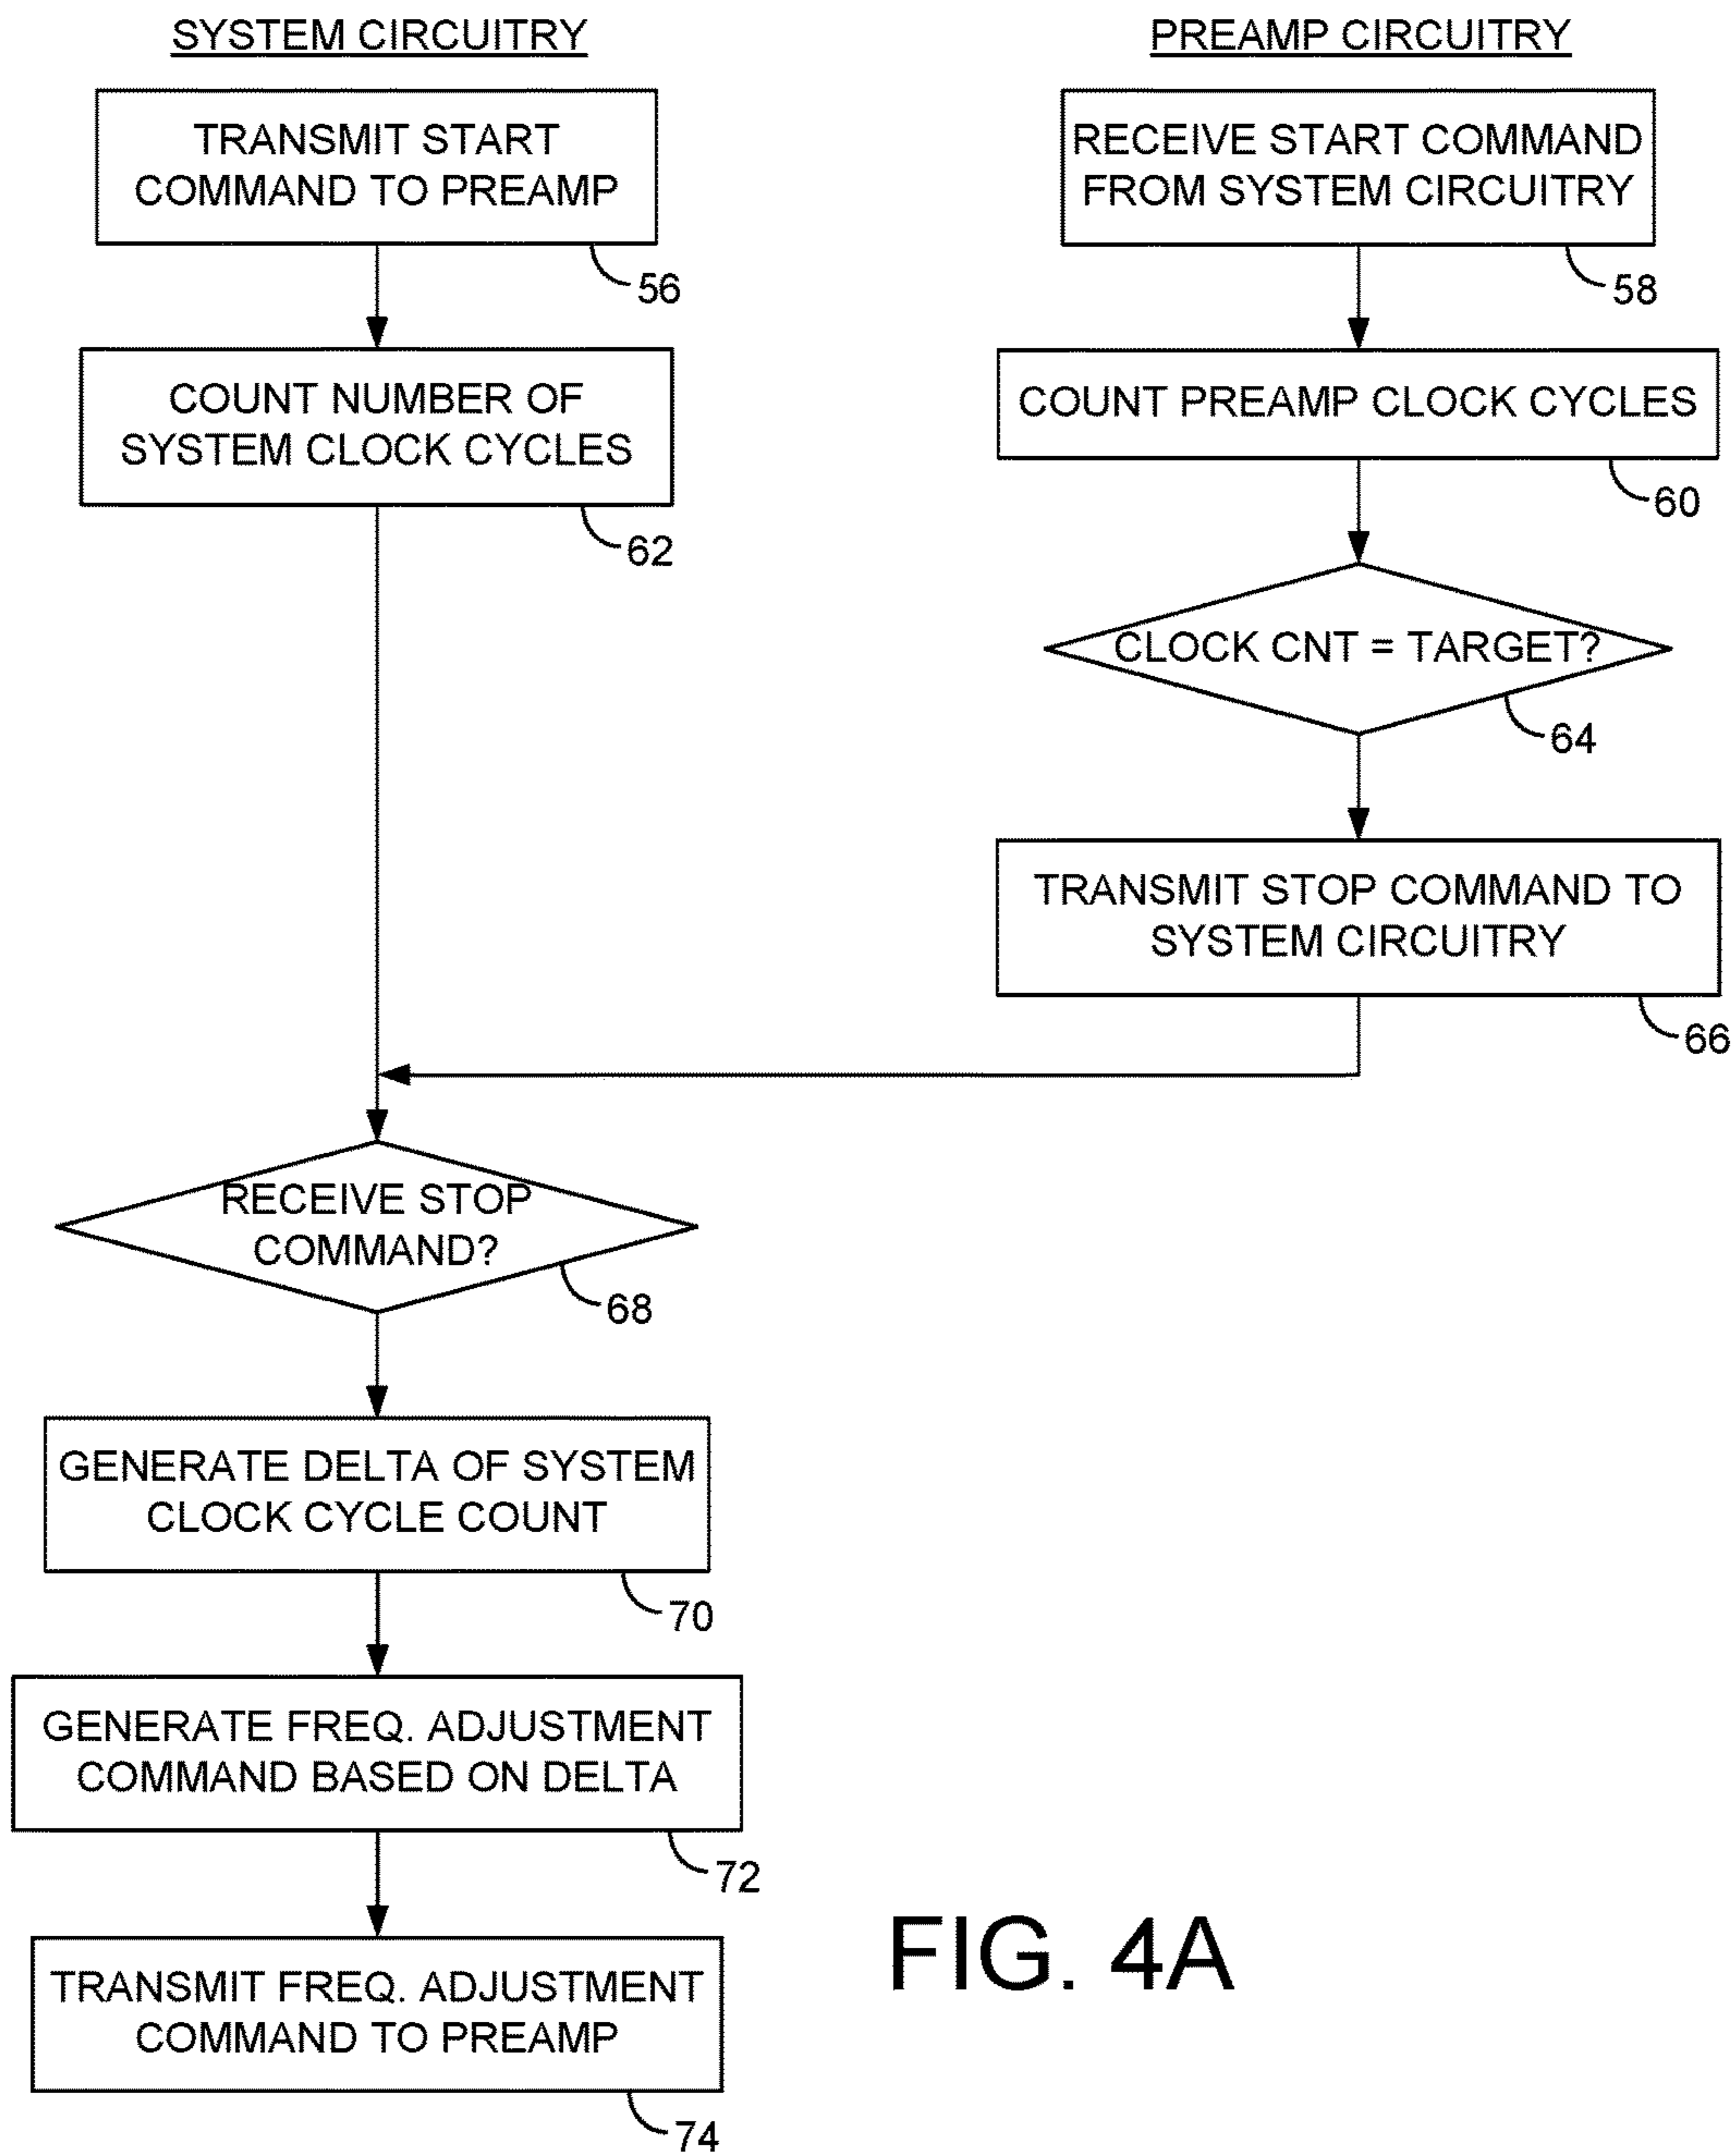 SYSTEM CIRCUITRY
TRANSMIT START
COMMAND TO PREAMP
56
COUNT NUMBER OF
SYSTEM CLOCK CYCLES
62
PREAMP CIRCUITRY
RECEIVE START COMMAND
FROM SYSTEM CIRCUITRY
58
COUNT PREAMP CLOCK CYCLES
60
CLOCK CNT = TARGET?
64
TRANSMIT STOP COMMAND TO
SYSTEM CIRCUITRY
66
RECEIVE STOP
COMMAND?
68
GENERATE DELTA OF SYSTEM
CLOCK CYCLE COUNT
70
GENERATE FREQ. ADJUSTMENT
COMMAND BASED ON DELTA
72
TRANSMIT FREQ. ADJUSTMENT
COMMAND TO PREAMP
74
FIG. 4A